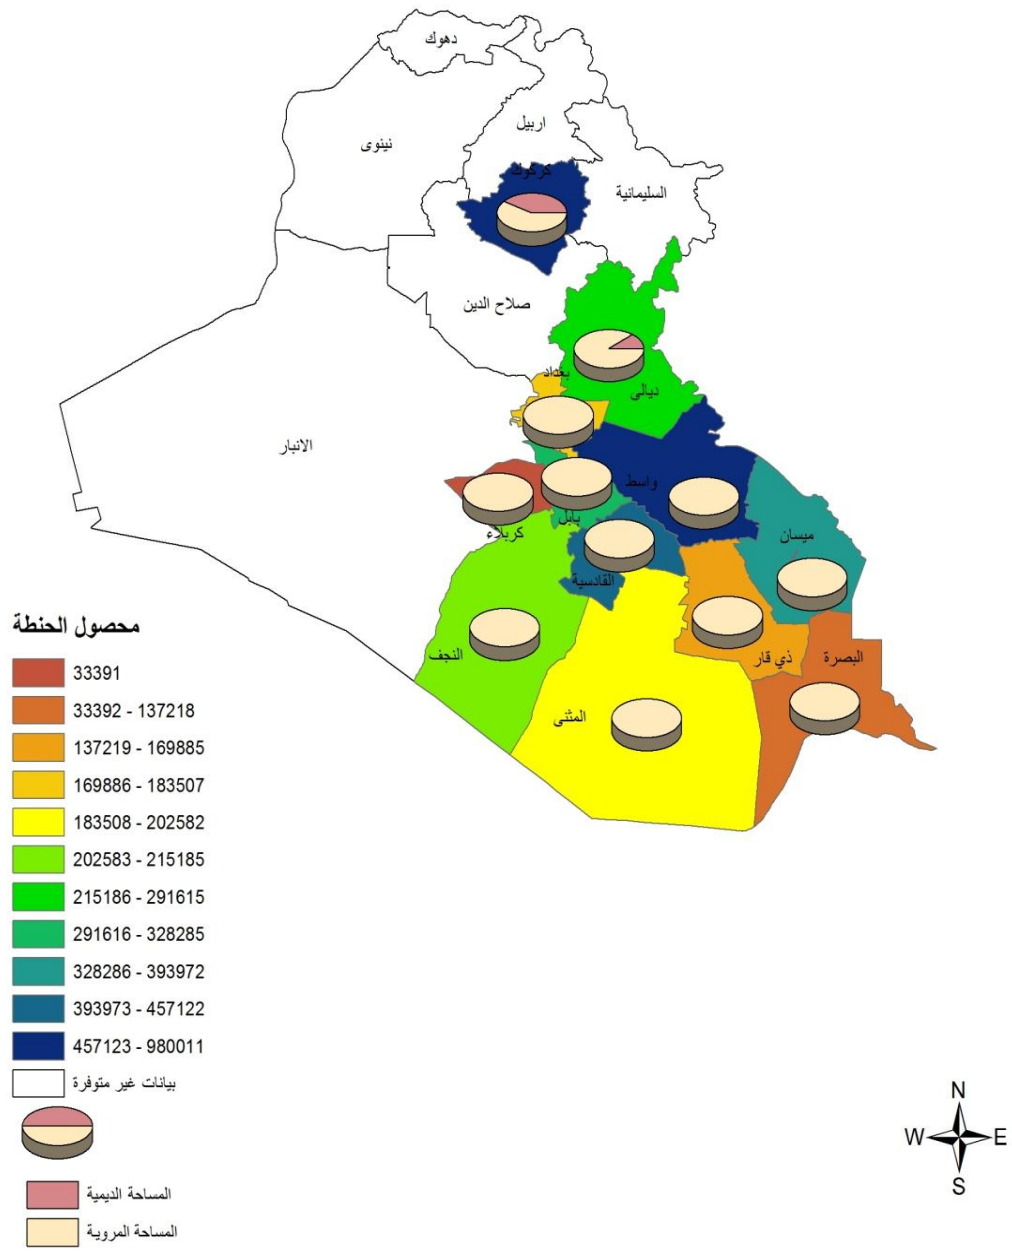 دهوك
اربيل
نينوى
كركوك
السليمانية
صلاح الدين
بغداد
ديالى
الانبار
واسط
بابل
كربلاء
ميسان
القادسية
النجف
ذي قار
البصرة
المثنى
محصول الحنطة
33391
33392 - 137218
137219 - 169885
169886 - 183507
183508 - 202582
202583 - 215185
215186 - 291615
291616 - 328285
328286 - 393972
393973 - 457122
457123 - 980011
بيانات غير متوفرة
المساحة الديمية
المساحة المروية
N
W
E
S